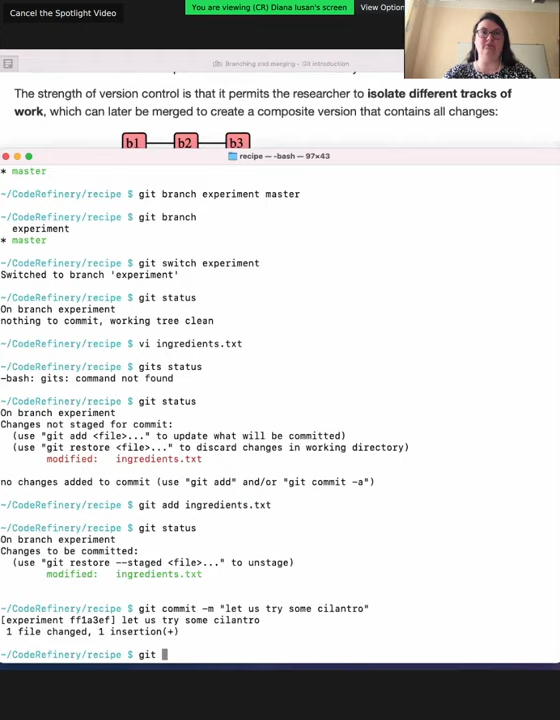 Cancel the Spotlight Video
You are viewing (CR) Diana Iusan's screen
View Option
Branching and merging - Git introduction
The strength of version control is that it permits the researcher to isolate different tracks of
work, which can later be merged to create a composite version that contains all changes:
b1 b2 b3
recipe — -bash — 97×43
* master
~/CodeRefinery/recipe $ git branch experiment master
~/CodeRefinery/recipe $ git branch
experiment
* master
~/CodeRefinery/recipe $ git switch experiment
Switched to branch 'experiment'
~/CodeRefinery/recipe $ git status
On branch experiment
nothing to commit, working tree clean
~/CodeRefinery/recipe $ vi ingredients.txt
~/CodeRefinery/recipe $ gits status
-bash: gits: command not found
~/CodeRefinery/recipe $ git status
On branch experiment
Changes not staged for commit:
(use "git add <file>..." to update what will be committed)
(use "git restore <file>..." to discard changes in working directory)
modified: ingredients.txt
no changes added to commit (use "git add" and/or "git commit -a")
~/CodeRefinery/recipe $ git add ingredients.txt
~/CodeRefinery/recipe $ git status
On branch experiment
Changes to be committed:
(use "git restore --staged <file>..." to unstage)
modified: ingredients.txt
~/CodeRefinery/recipe $ git commit -m "let us try some cilantro"
[experiment ff1a3ef] let us try some cilantro
1 file changed, 1 insertion(+)
~/CodeRefinery/recipe $ git